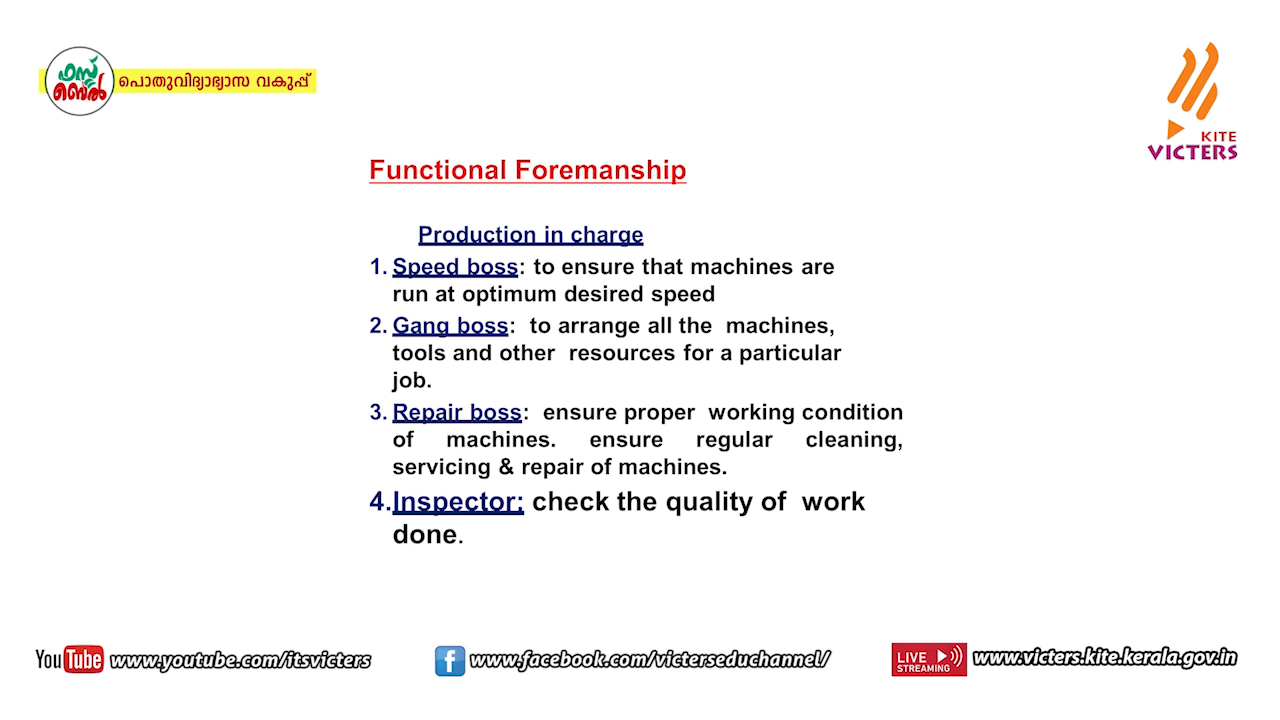 ഫസ്റ്റ്
ബെൽ
പൊതുവിദ്യാഭ്യാസ വകുപ്പ്
KITE
VICTERS
Functional Foremanship
Production in charge
1. Speed boss: to ensure that machines are
run at optimum desired speed
2. Gang boss: to arrange all the machines,
tools and other resources for a particular
job.
3. Repair boss: ensure proper working condition
of machines. ensure regular cleaning,
servicing & repair of machines.
4.Inspector: check the quality of work
done.
YouTube www.youtube.com/itsvicters
f www.facebook.com/victerseduchannel/
LIVE
STREAMING
www.victers.kite.kerala.gov.in